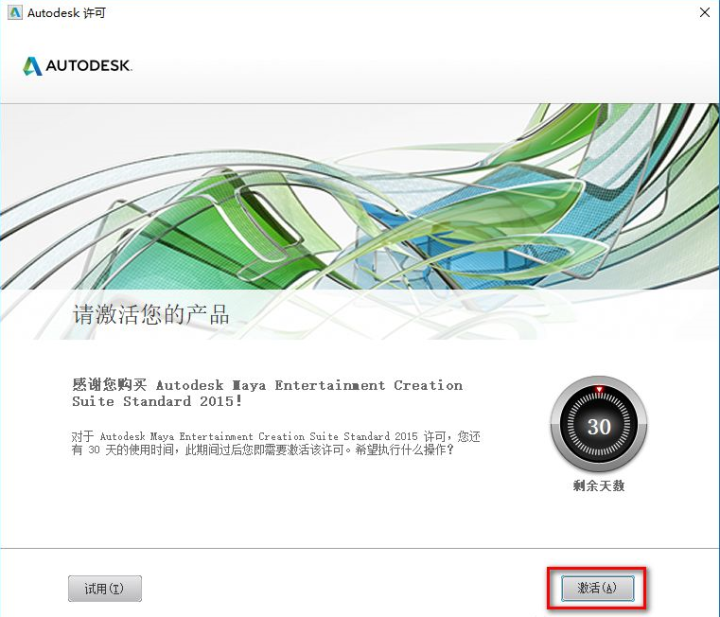 Autodesk 许可
AUTODESK.
请激活您的产品
感谢您购买 Autodesk Maya Entertainment Creation
Suite Standard 2015!
对于 Autodesk Maya Entertainment Creation Suite Standard 2015 许可，您还
有 30 天的使用时间，此期间过后您即需要激活该许可。希望执行什么操作?
30
剩余天数
试用(T)
激活(A)